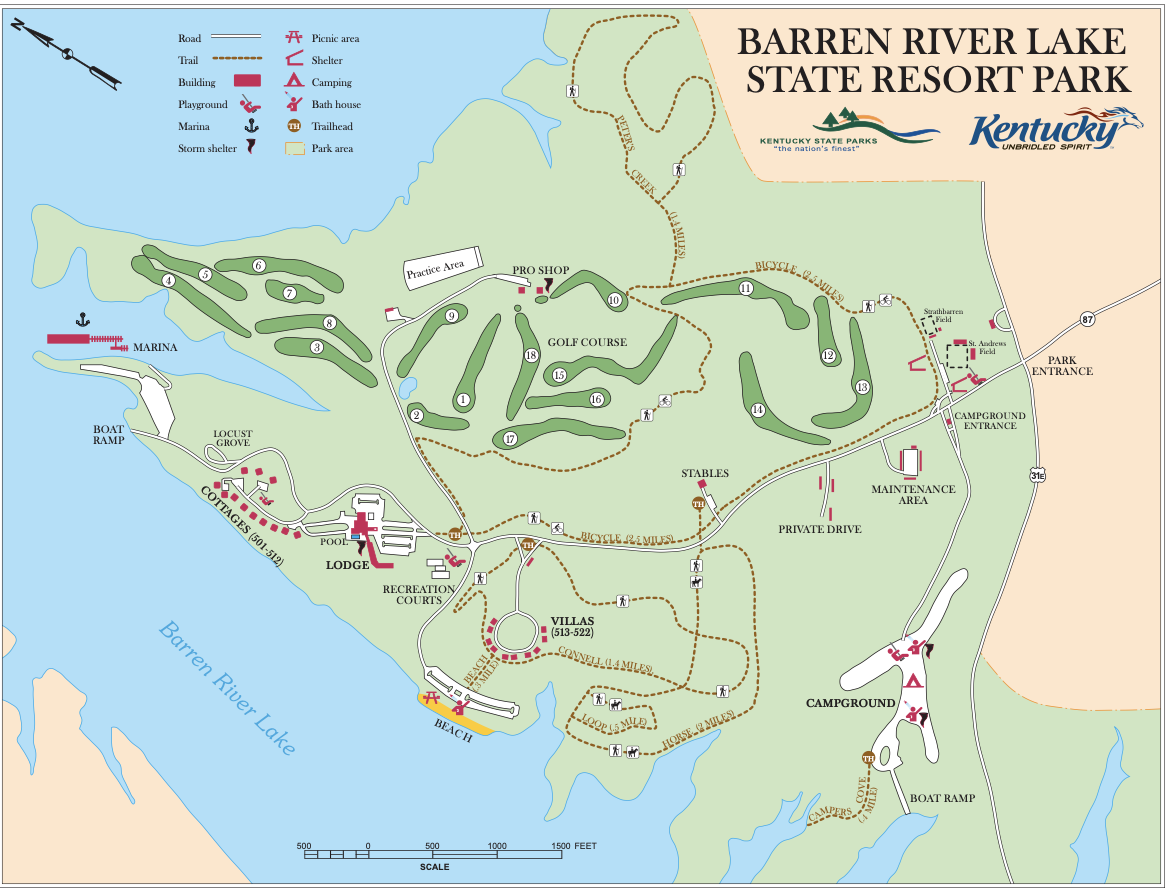 N
Road
Trail
Building
Playground
Marina
Storm shelter
Picnic area
Shelter
Camping
Bath house
TH Trailhead
Park area
BARREN RIVER LAKE
STATE RESORT PARK
KENTUCKY STATE PARKS
"the nation's finest"
Kentucky
UNBRIDLED SPIRIT
PETER'S CREEK (1.4 MILES)
Practice Area
PRO SHOP
BICYCLE (2.5 MILES)
6
5
4
7
8
3
9
10
11
12
13
14
18
15
16
17
1
2
GOLF COURSE
Strathbarren
Field
St. Andrews
Field
87
PARK
ENTRANCE
CAMPGROUND
ENTRANCE
31E
MARINA
BOAT
RAMP
LOCUST
GROVE
COTTAGES (501-512)
POOL
LODGE
STABLES
TH
MAINTENANCE
AREA
PRIVATE DRIVE
TH
TH
BICYCLE (2.5 MILES)
RECREATION
COURTS
VILLAS
(513-522)
CONNELL (1.4 MILES)
BEACH
(.3 MILE)
LOOP (.5 MILE)
HORSE (2 MILES)
BEACH
Barren River Lake
CAMPGROUND
TH
CAMPERS COVE
(.4 MILE)
BOAT RAMP
500 0 500 1000 1500 FEET
SCALE